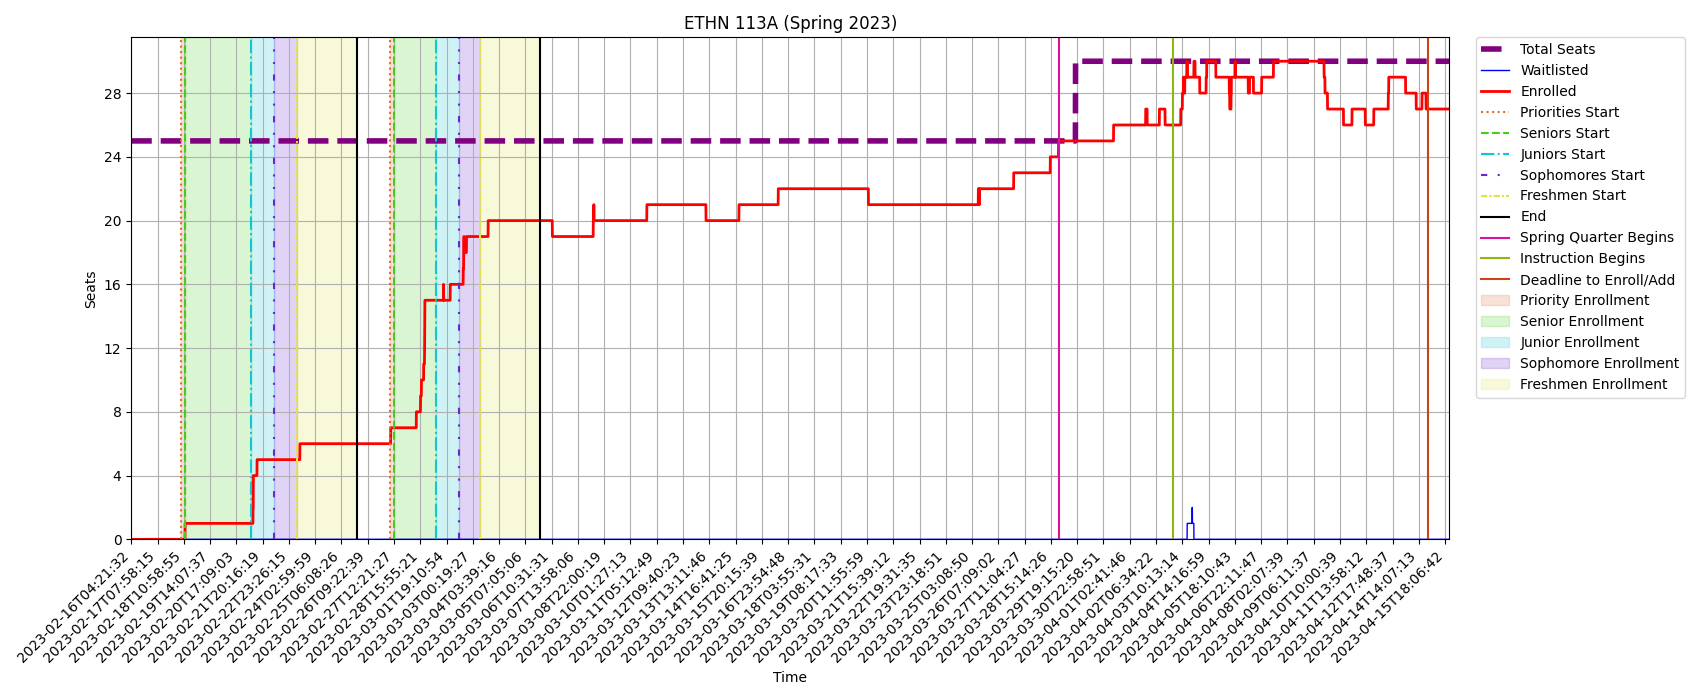 ETHN 113A (Spring 2023)
Total Seats
Waitlisted
Enrolled
Priorities Start
Seniors Start
Juniors Start
Sophomores Start
Freshmen Start
End
Spring Quarter Begins
Instruction Begins
Deadline to Enroll/Add
Priority Enrollment
Senior Enrollment
Junior Enrollment
Sophomore Enrollment
Freshmen Enrollment
Seats
28
24
20
16
12
8
4
0
2023-02-16T04:21:32
2023-02-17T07:58:15
2023-02-18T10:58:55
2023-02-19T14:07:37
2023-02-20T17:09:03
2023-02-21T20:16:19
2023-02-22T23:26:15
2023-02-24T02:59:59
2023-02-25T06:08:26
2023-02-26T09:22:39
2023-02-27T12:21:27
2023-02-28T15:55:21
2023-03-01T19:10:54
2023-03-03T00:19:27
2023-03-04T03:39:16
2023-03-05T07:05:06
2023-03-06T10:31:31
2023-03-07T13:58:06
2023-03-08T22:00:19
2023-03-10T01:27:13
2023-03-11T05:12:49
2023-03-12T09:40:23
2023-03-13T13:11:46
2023-03-14T16:41:25
2023-03-15T20:15:39
2023-03-16T23:54:48
2023-03-18T03:55:31
2023-03-19T08:17:33
2023-03-20T11:55:59
2023-03-21T15:39:12
2023-03-22T19:31:35
2023-03-23T23:18:51
2023-03-25T03:08:50
2023-03-26T07:09:02
2023-03-27T11:04:27
2023-03-28T15:14:26
2023-03-29T19:15:20
2023-03-30T22:58:51
2023-04-01T02:41:46
2023-04-02T06:34:22
2023-04-03T10:13:14
2023-04-04T14:16:59
2023-04-05T18:10:43
2023-04-06T22:11:47
2023-04-08T02:07:39
2023-04-09T06:11:37
2023-04-10T10:00:39
2023-04-11T13:58:12
2023-04-12T17:48:37
2023-04-14T14:07:13
2023-04-15T18:06:42
Time